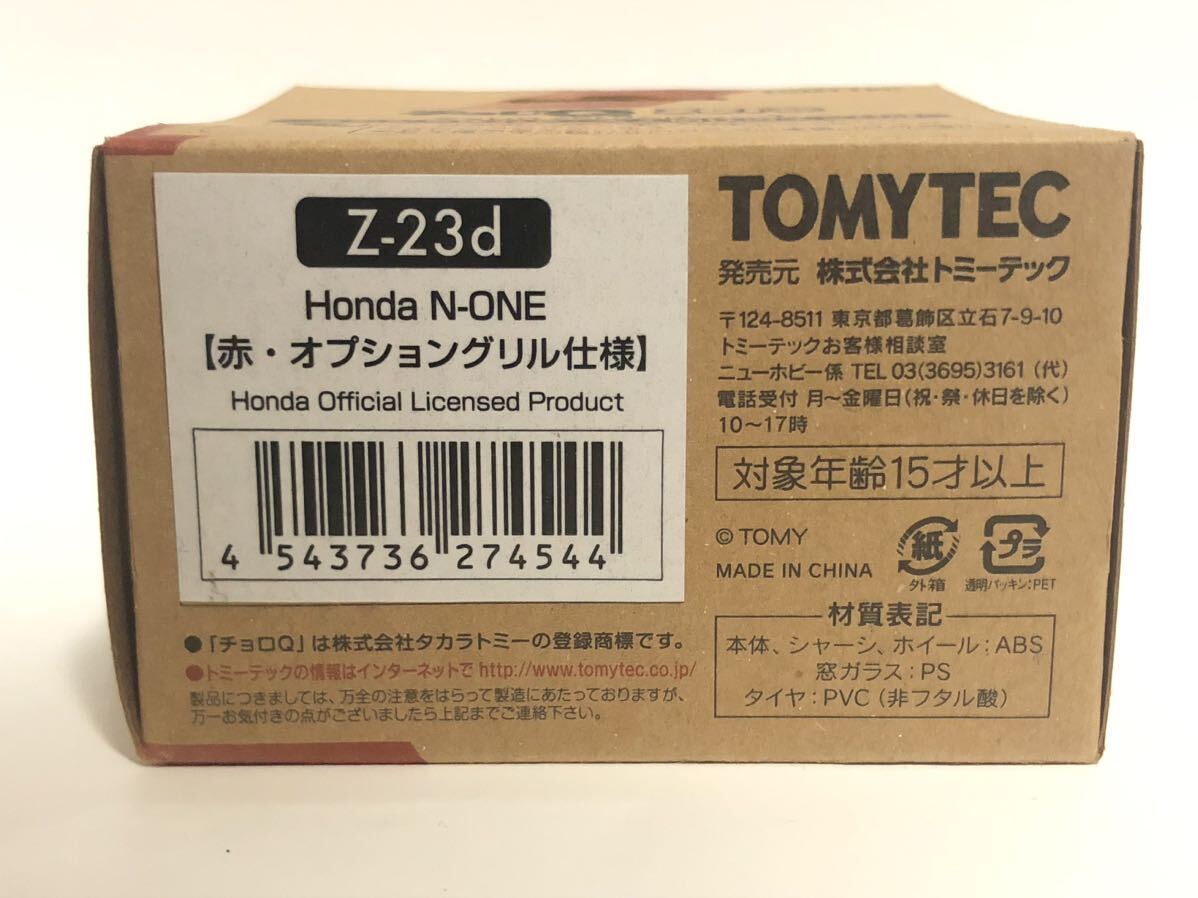 Z-23d
Honda N-ONE
【赤・オプショングリル仕様】
Honda Official Licensed Product
4 543736 274544
●「チョロQ」は株式会社タカラトミーの登録商標です。
●トミーテックの情報はインターネットで http://www.tomytec.co.jp/
製品につきましては、万全の注意をはらって製造にあたっておりますが、
万一お気付きの点がございましたら上記までご連絡下さい。
TOMYTEC
発売元 株式会社トミーテック
〒124-8511 東京都葛飾区立石7-9-10
トミーテックお客様相談室
ニューホビー係 TEL 03(3695)3161 (代)
電話受付 月～金曜日(祝・祭・休日を除く)
10～17時
対象年齢15才以上
© TOMY
MADE IN CHINA
紙
外箱
プラ
透明パッキン:PET
材質表記
本体、シャーシ、ホイール:ABS
窓ガラス:PS
タイヤ:PVC (非フタル酸)